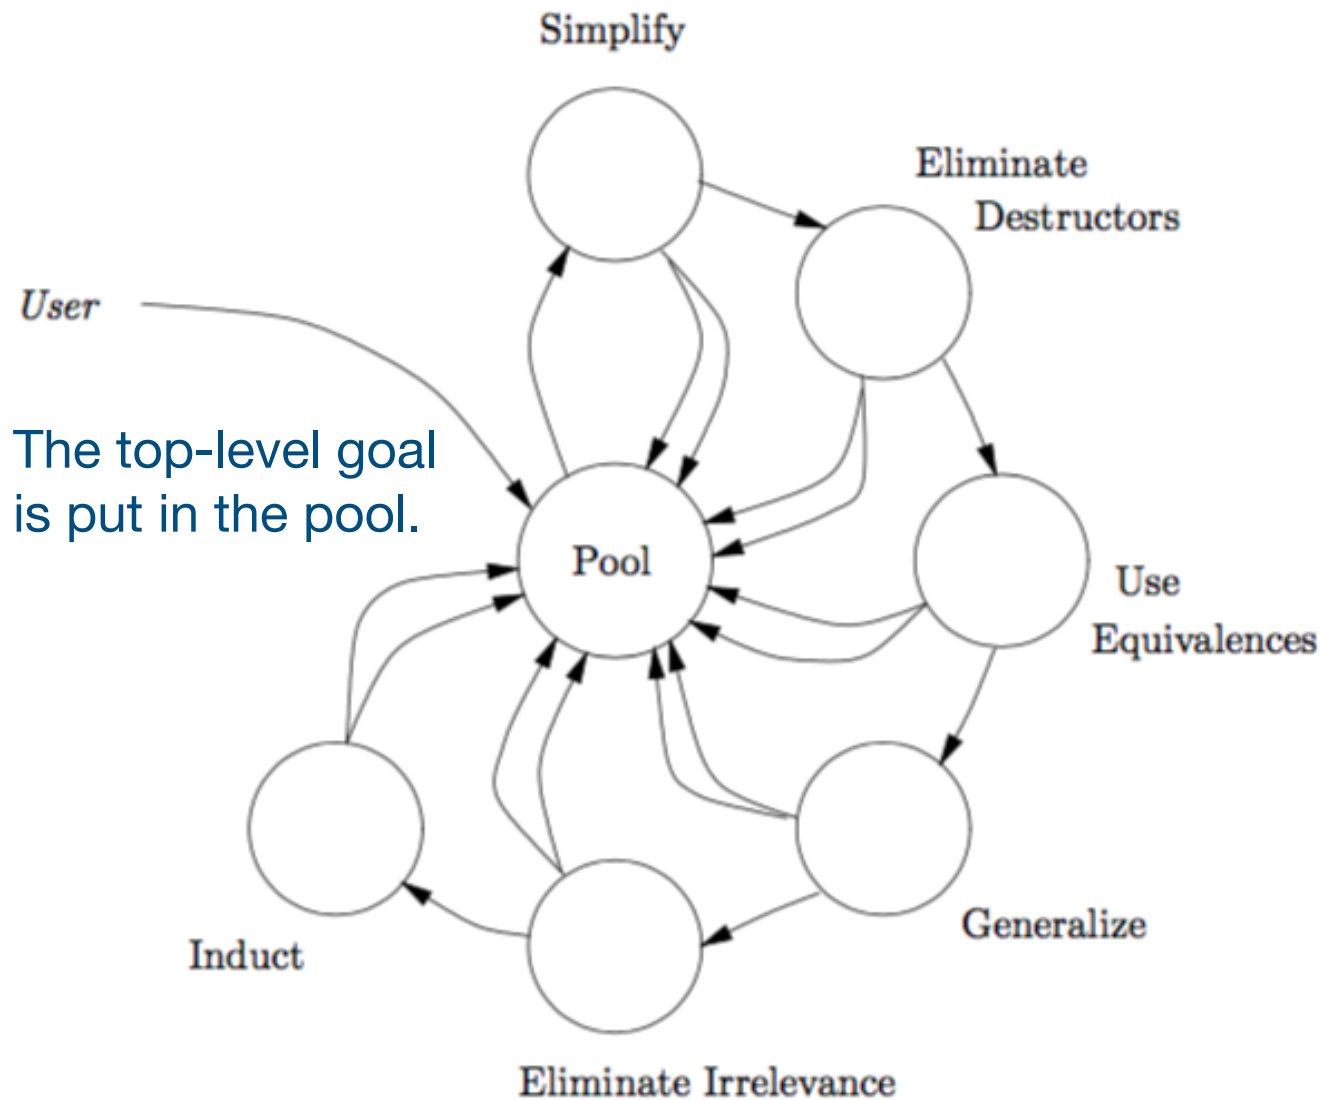 Simplify
Eliminate
Destructors
User
The top-level goal
is put in the pool.
Pool
Use
Equivalences
Generalize
Induct
Eliminate Irrelevance